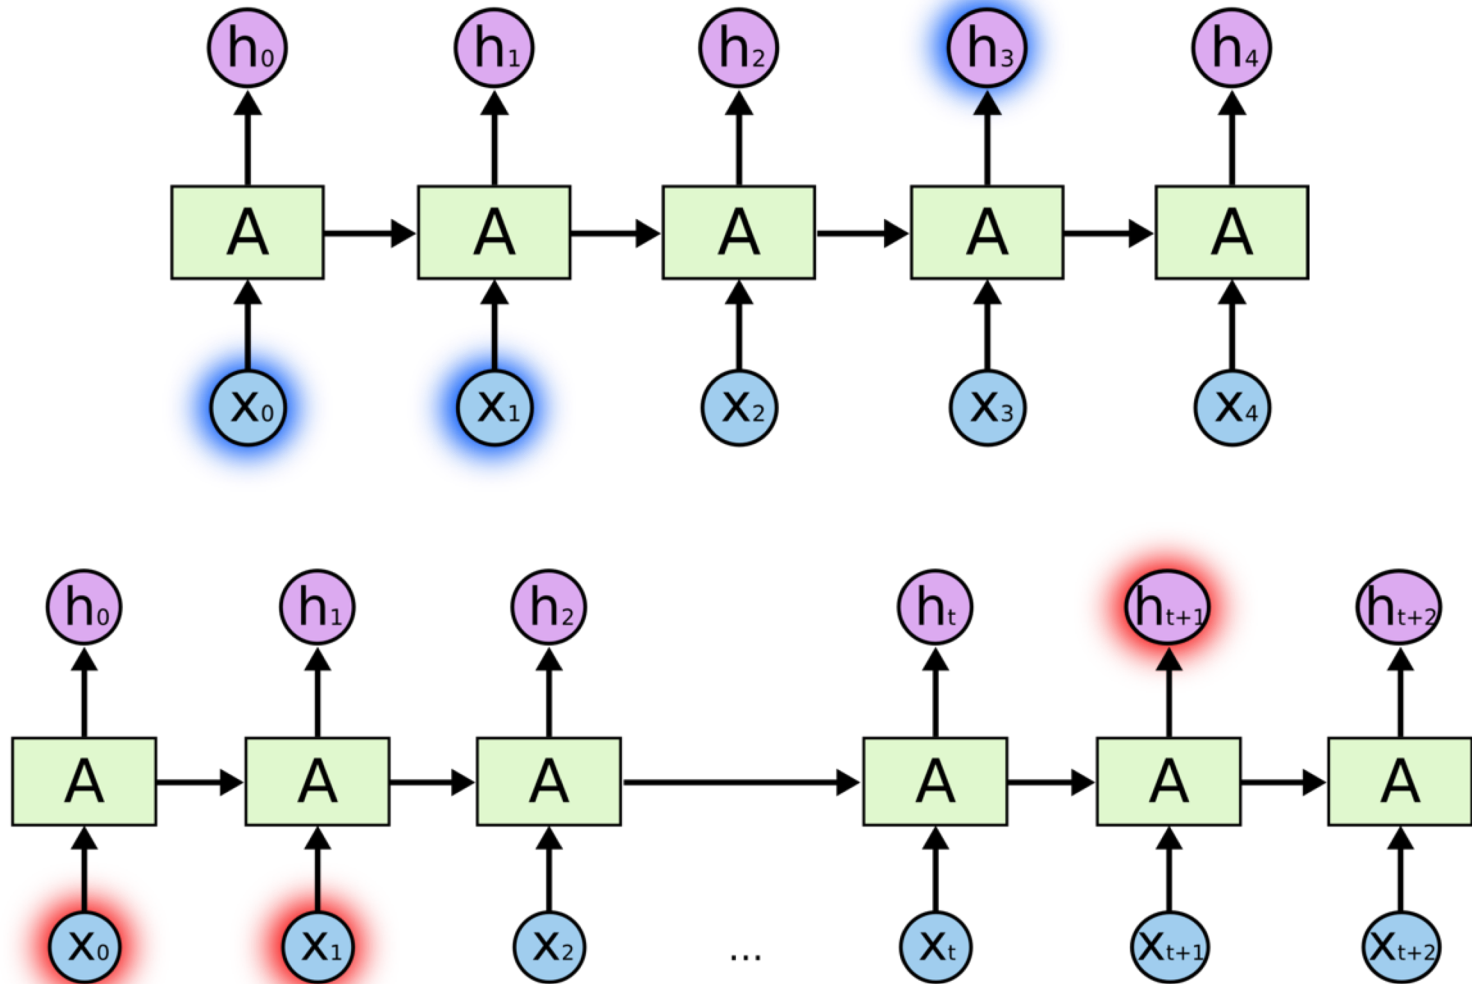 h₀ h₁ h₂ h₃ h₄
A A A A A
x₀ x₁ x₂ x₃ x₄
h₀ h₁ h₂ hₜ hₜ₊₁ hₜ₊₂
A A A A A A
x₀ x₁ x₂ ... xₜ xₜ₊₁ xₜ₊₂